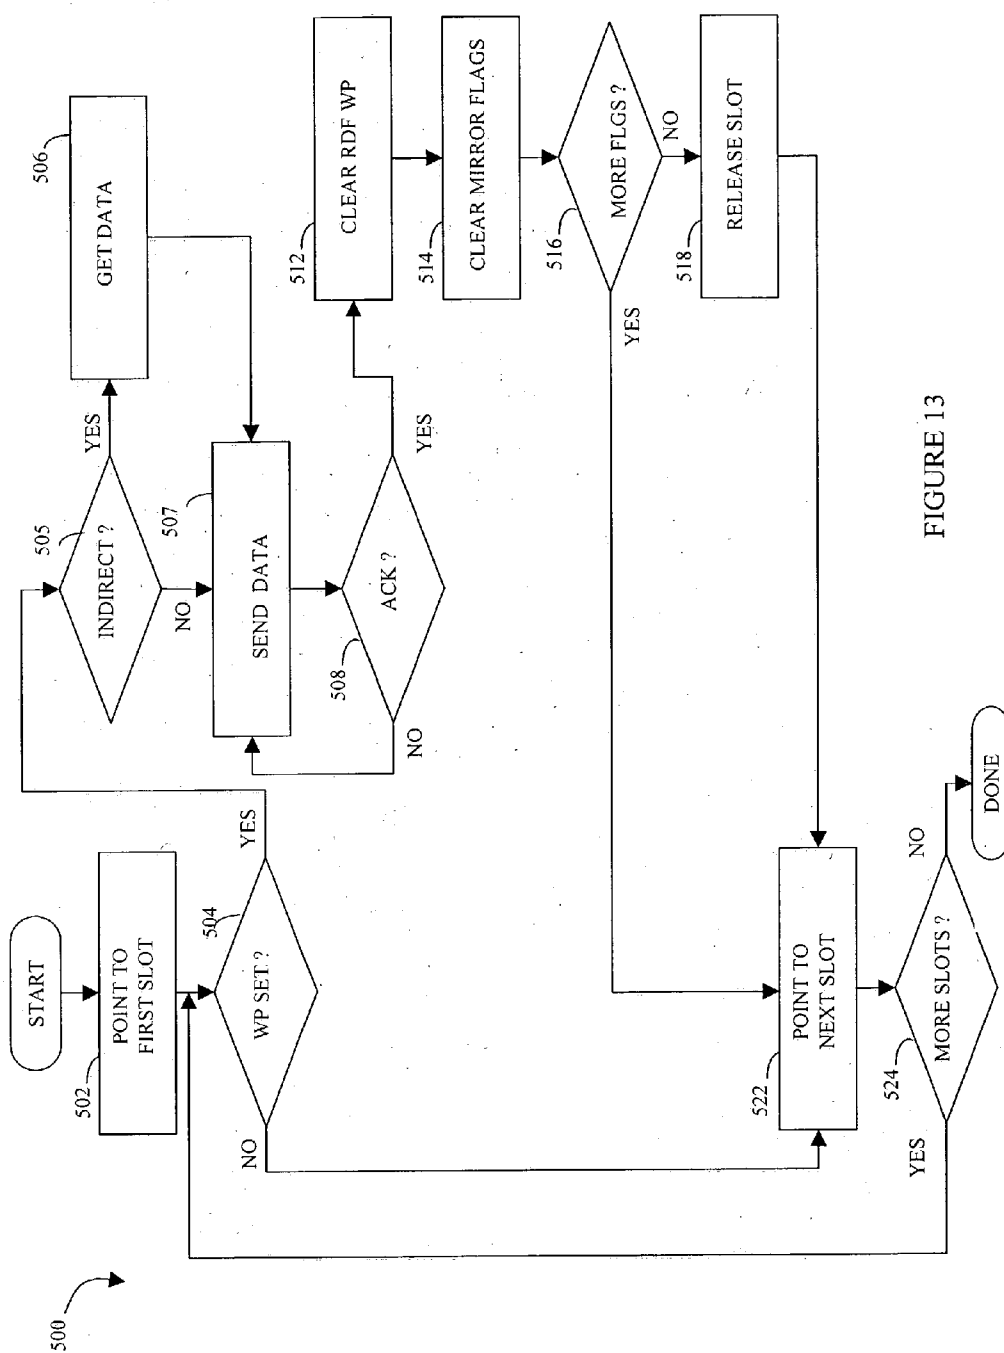 500
START
502
POINT TO
FIRST SLOT
504
WP SET ?
YES
NO
505
INDIRECT ?
YES
NO
506
GET DATA
507
SEND DATA
508
ACK ?
YES
NO
512
CLEAR RDF WP
514
CLEAR MIRROR FLAGS
516
MORE FLGS ?
YES
NO
518
RELEASE SLOT
522
POINT TO
NEXT SLOT
524
MORE SLOTS ?
YES
NO
DONE
FIGURE 13